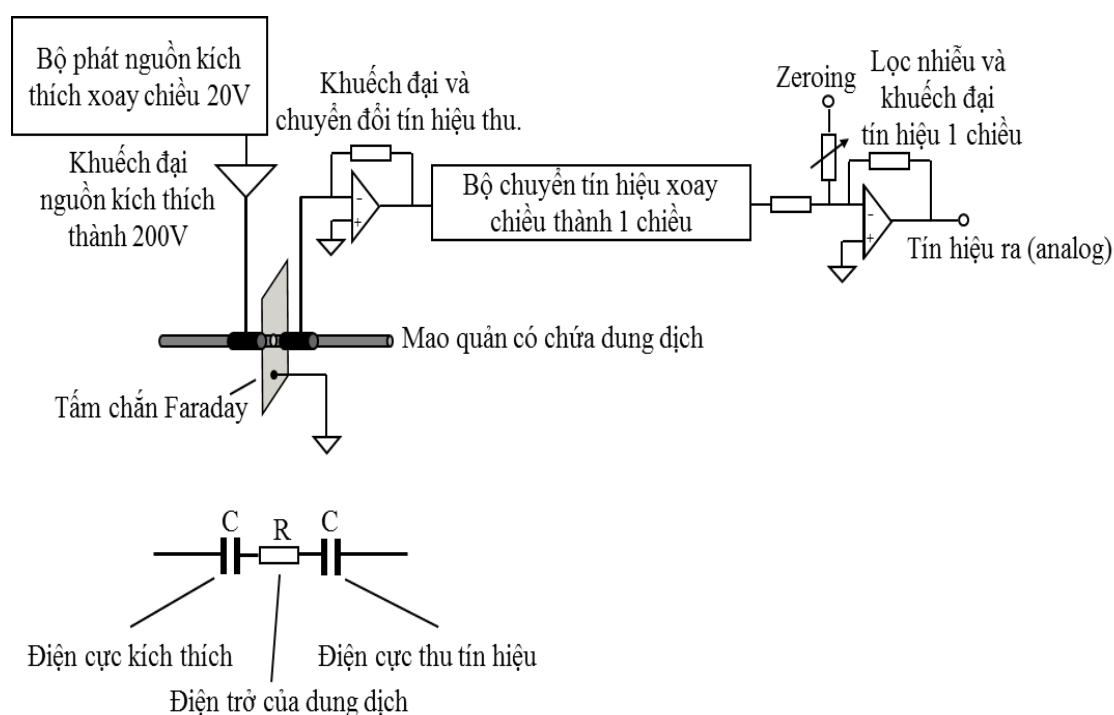 Bộ phát nguồn kích
thích xoay chiều 20V
Khuếch đại
nguồn kích thích
thành 200V
Khuếch đại và
chuyển đổi tín hiệu thu.
Bộ chuyển tín hiệu xoay
chiều thành 1 chiều
Zeroing
Lọc nhiễu và
khuếch đại
tín hiệu 1 chiều
-
+
-
+
Tín hiệu ra (analog)
Mao quản có chứa dung dịch
Tấm chắn Faraday
C
R
C
Điện cực kích thích
Điện cực thu tín hiệu
Điện trở của dung dịch